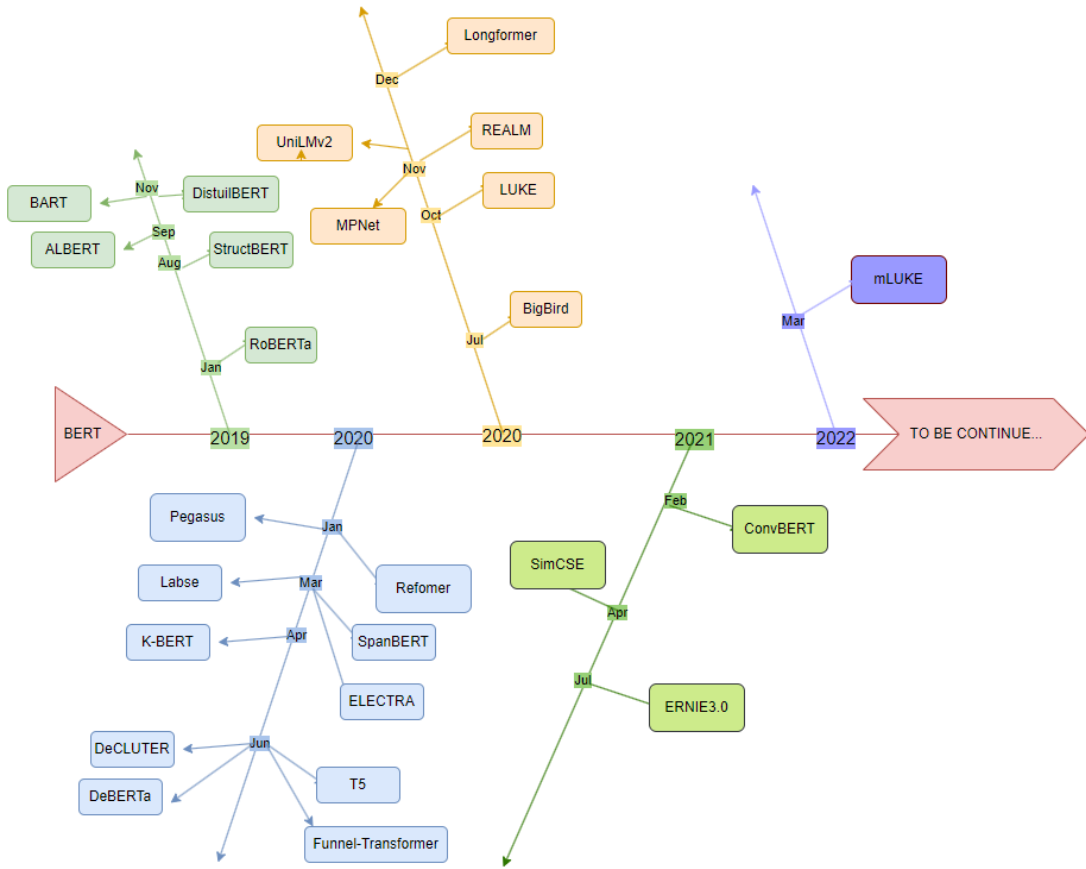 Longformer
Dec
UniLMv2
REALM
Nov
MPNet
LUKE
Oct
BigBird
Jul
Nov
DistuilBERT
BART
Sep
ALBERT
StructBERT
Aug
RoBERTa
Jan
mLUKE
Mar
BERT
2019
2020
2020
2021
2022
TO BE CONTINUE...
Pegasus
Jan
Refomer
Labse
Mar
K-BERT
Apr
SpanBERT
ELECTRA
DeCLUTER
Jun
DeBERTa
T5
Funnel-Transformer
Feb
ConvBERT
SimCSE
Apr
Jul
ERNIE3.0